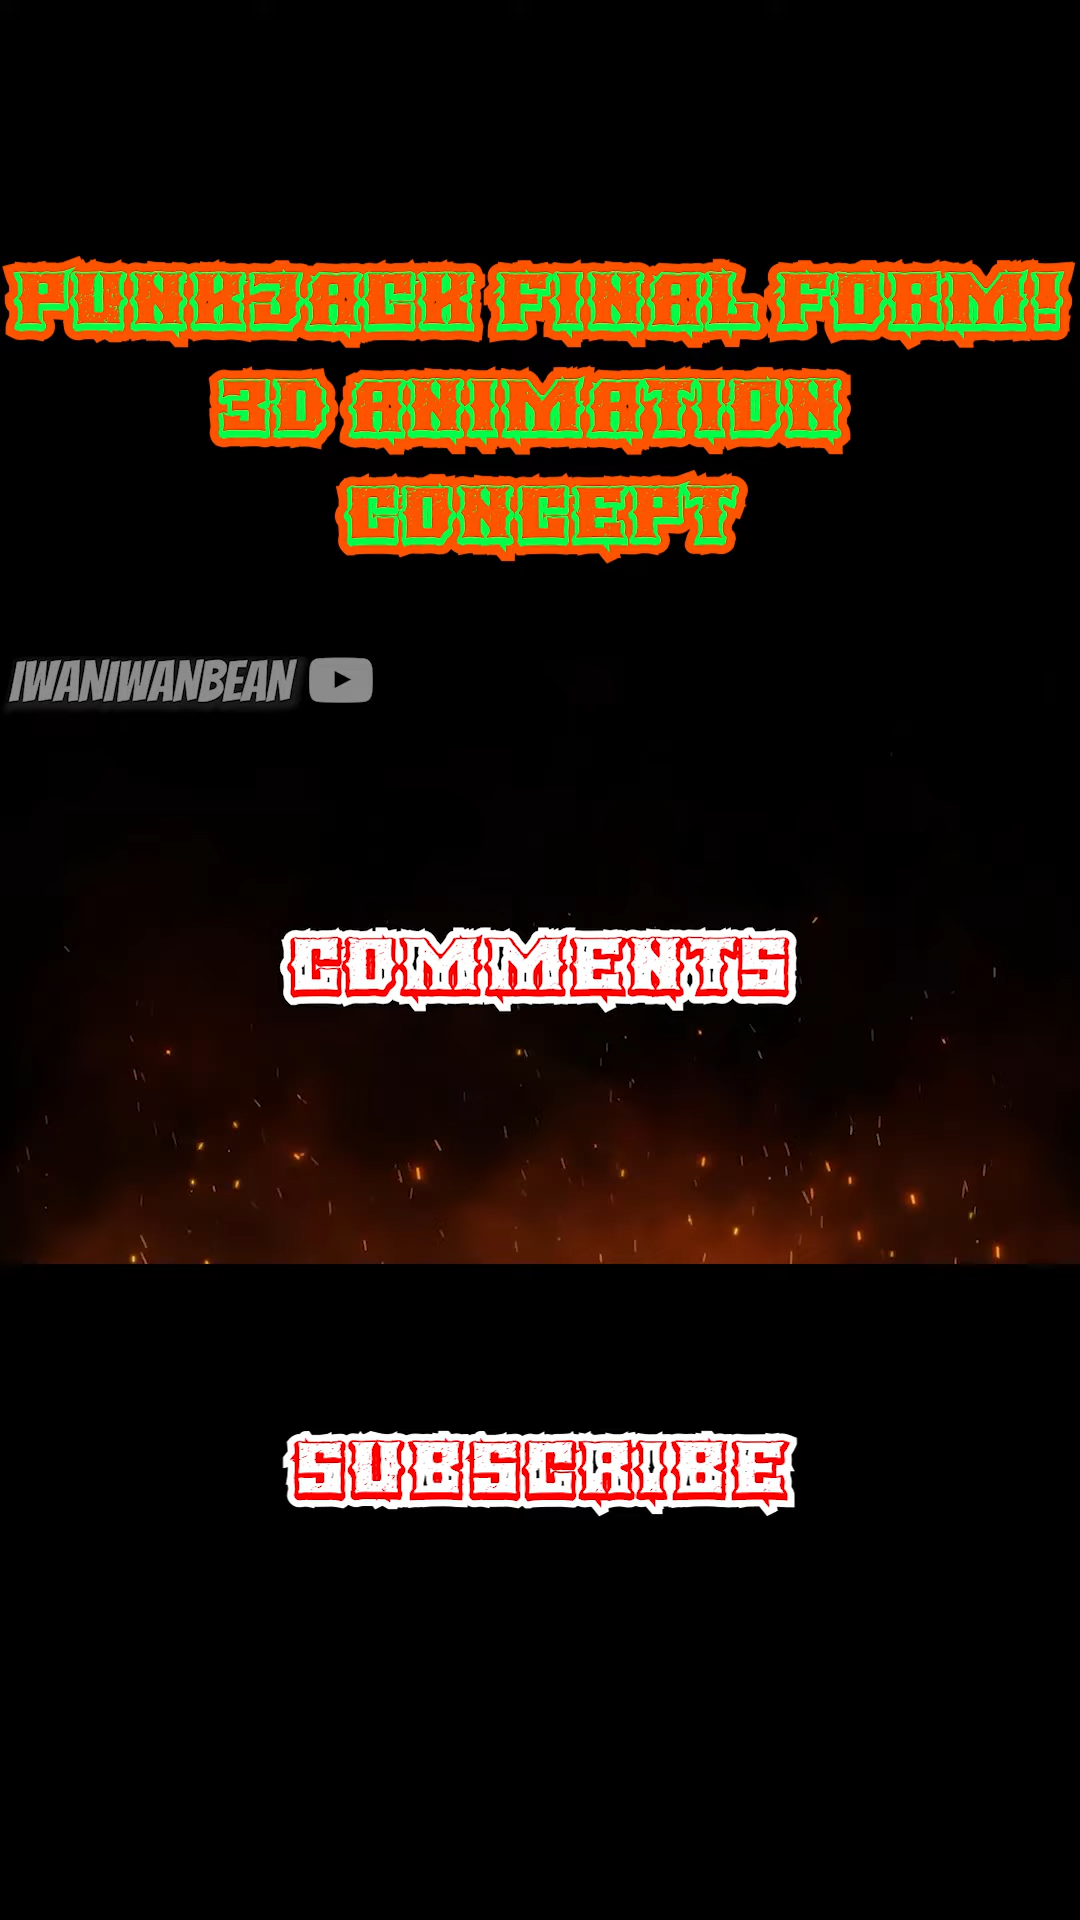 PUNKJACK FINAL FORM!
3D ANIMATION
CONCEPT
IWANIWANBEAN
COMMENTS
SUBSCRIBE